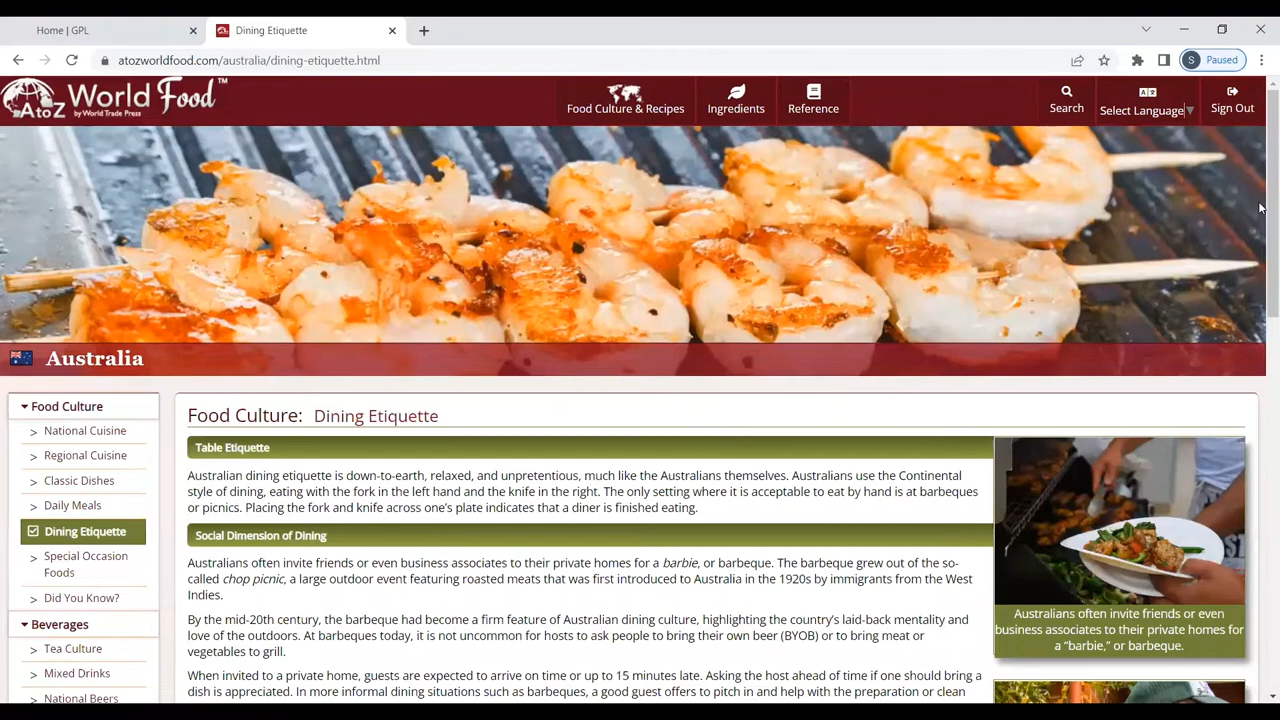 Home | GPL
Dining Etiquette
atozworldfood.com/australia/dining-etiquette.html
S Paused
AtoZ World Food™
by World Trade Press
Food Culture & Recipes
Ingredients
Reference
Search
Select Language
Sign Out
Australia
Food Culture
National Cuisine
Regional Cuisine
Classic Dishes
Daily Meals
Dining Etiquette
Special Occasion
Foods
Did You Know?
Beverages
Tea Culture
Mixed Drinks
National Beers
Food Culture: Dining Etiquette
Table Etiquette
Australian dining etiquette is down-to-earth, relaxed, and unpretentious, much like the Australians themselves. Australians use the Continental
style of dining, eating with the fork in the left hand and the knife in the right. The only setting where it is acceptable to eat by hand is at barbeques
or picnics. Placing the fork and knife across one's plate indicates that a diner is finished eating.
Social Dimension of Dining
Australians often invite friends or even business associates to their private homes for a barbie, or barbeque. The barbeque grew out of the so-
called chop picnic, a large outdoor event featuring roasted meats that was first introduced to Australia in the 1920s by immigrants from the West
Indies.
By the mid-20th century, the barbie had become a firm feature of Australian dining culture, highlighting the country's laid-back mentality and
love of the outdoors. At barbeques today, it is not uncommon for hosts to ask people to bring their own beer (BYOB) or to bring meat or
vegetables to grill.
When invited to a private home, guests are expected to arrive on time or up to 15 minutes late. Asking the host ahead of time if one should bring a
dish is appreciated. In more informal dining situations such as barbeques, a good guest offers to pitch in and help with the preparation or clean
Australians often invite friends or even
business associates to their private homes for
a “barbie,” or barbeque.